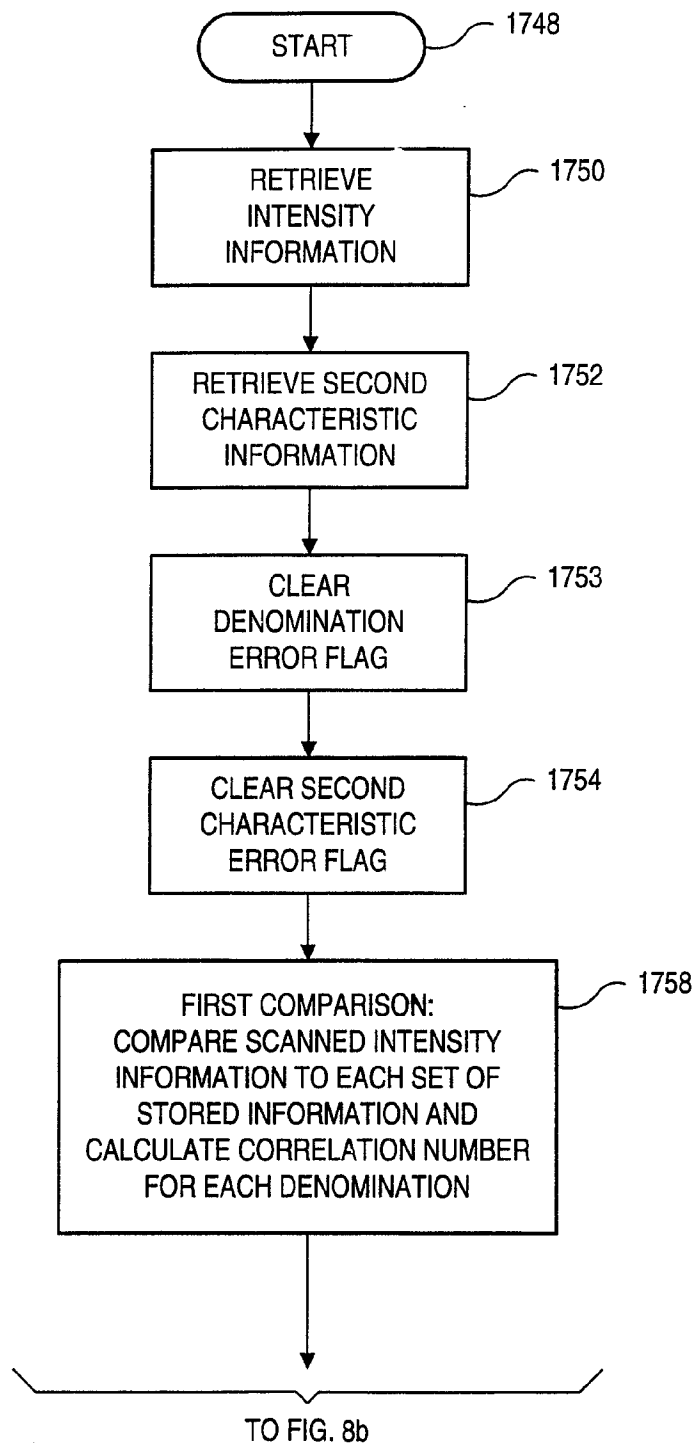 START
1748
RETRIEVE
INTENSITY
INFORMATION
1750
RETRIEVE SECOND
CHARACTERISTIC
INFORMATION
1752
CLEAR
DENOMINATION
ERROR FLAG
1753
CLEAR SECOND
CHARACTERISTIC
ERROR FLAG
1754
FIRST COMPARISON:
COMPARE SCANNED INTENSITY
INFORMATION TO EACH SET OF
STORED INFORMATION AND
CALCULATE CORRELATION NUMBER
FOR EACH DENOMINATION
1758
TO FIG. 8b